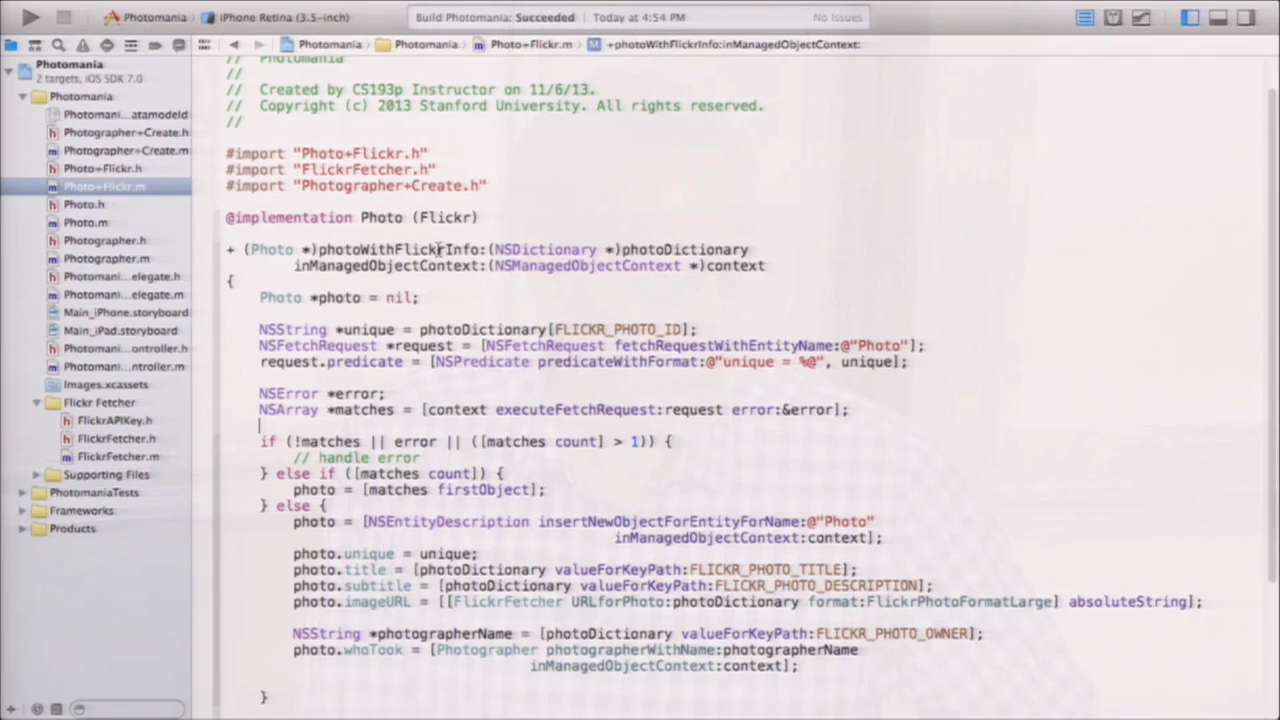 Photomania
iPhone Retina (3.5-inch)
Build Photomania: Succeeded
Today at 4:54 PM
No Issues
Photomania
Photomania
Photo+Flickr.m
M
+photoWithFlickrInfo:inManagedObjectContext:
Photomania
2 targets, iOS SDK 7.0
Photomania
Photomani...atamodeld
Photographer+Create.h
Photographer+Create.m
Photo+Flickr.h
Photo+Flickr.m
Photo.h
Photo.m
Photographer.h
Photographer.m
Photomani...elegate.h
Photomani...elegate.m
Main_iPhone.storyboard
Main_iPad.storyboard
Photomani...ontroller.h
Photomani...ntroller.m
Images.xcassets
Flickr Fetcher
FlickrAPIKey.h
FlickrFetcher.h
FlickrFetcher.m
Supporting Files
PhotomaniaTests
Frameworks
Products
// Photomania
//
// Created by CS193p Instructor on 11/6/13.
// Copyright (c) 2013 Stanford University. All rights reserved.
//
#import "Photo+Flickr.h"
#import "FlickrFetcher.h"
#import "Photographer+Create.h"
@implementation Photo (Flickr)
+ (Photo *)photoWithFlickrInfo:(NSDictionary *)photoDictionary
inManagedObjectContext:(NSManagedObjectContext *)context
{
Photo *photo = nil;
NSString *unique = photoDictionary[FLICKR_PHOTO_ID];
NSFetchRequest *request = [NSFetchRequest fetchRequestWithEntityName:@"Photo"];
request.predicate = [NSPredicate predicateWithFormat:@"unique = %@", unique];
NSError *error;
NSArray *matches = [context executeFetchRequest:request error:&error];
if (!matches || error || ([matches count] > 1)) {
// handle error
} else if ([matches count]) {
photo = [matches firstObject];
} else {
photo = [NSEntityDescription insertNewObjectForEntityForName:@"Photo"
inManagedObjectContext:context];
photo.unique = unique;
photo.title = [photoDictionary valueForKeyPath:FLICKR_PHOTO_TITLE];
photo.subtitle = [photoDictionary valueForKeyPath:FLICKR_PHOTO_DESCRIPTION];
photo.imageURL = [[FlickrFetcher URLforPhoto:photoDictionary format:FlickrPhotoFormatLarge] absoluteString];
NSString *photographerName = [photoDictionary valueForKeyPath:FLICKR_PHOTO_OWNER];
photo.whoTook = [Photographer photographerWithName:photographerName
inManagedObjectContext:context];
}